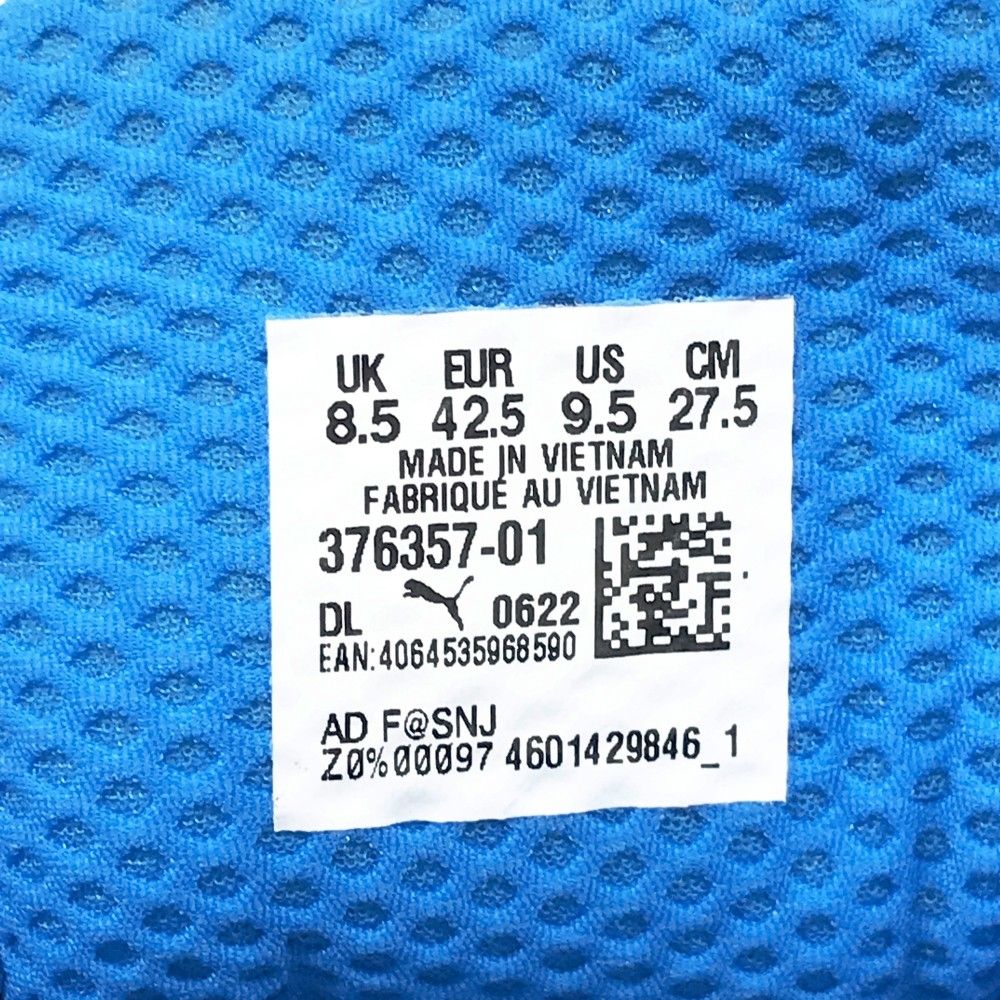 UK EUR US CM
8.5 42.5 9.5 27.5
MADE IN VIETNAM
FABRIQUÉ AU VIETNAM
376357-01
DL 0622
EAN:4064535968590
AD F@SNJ
Z0%00097 4601429846_1